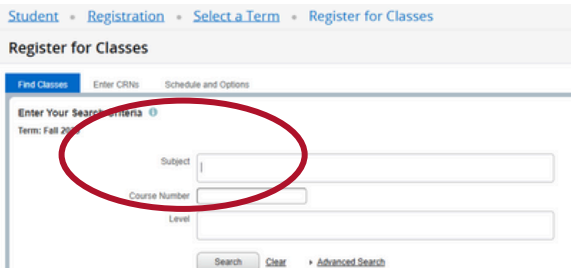 Student • Registration • Select a Term • Register for Classes
Register for Classes
Find Classes Enter CRNs Schedule and Options
Enter Your Search Criteria
Term: Fall
Subject
Course Number
Level
Search Clear Advanced Search